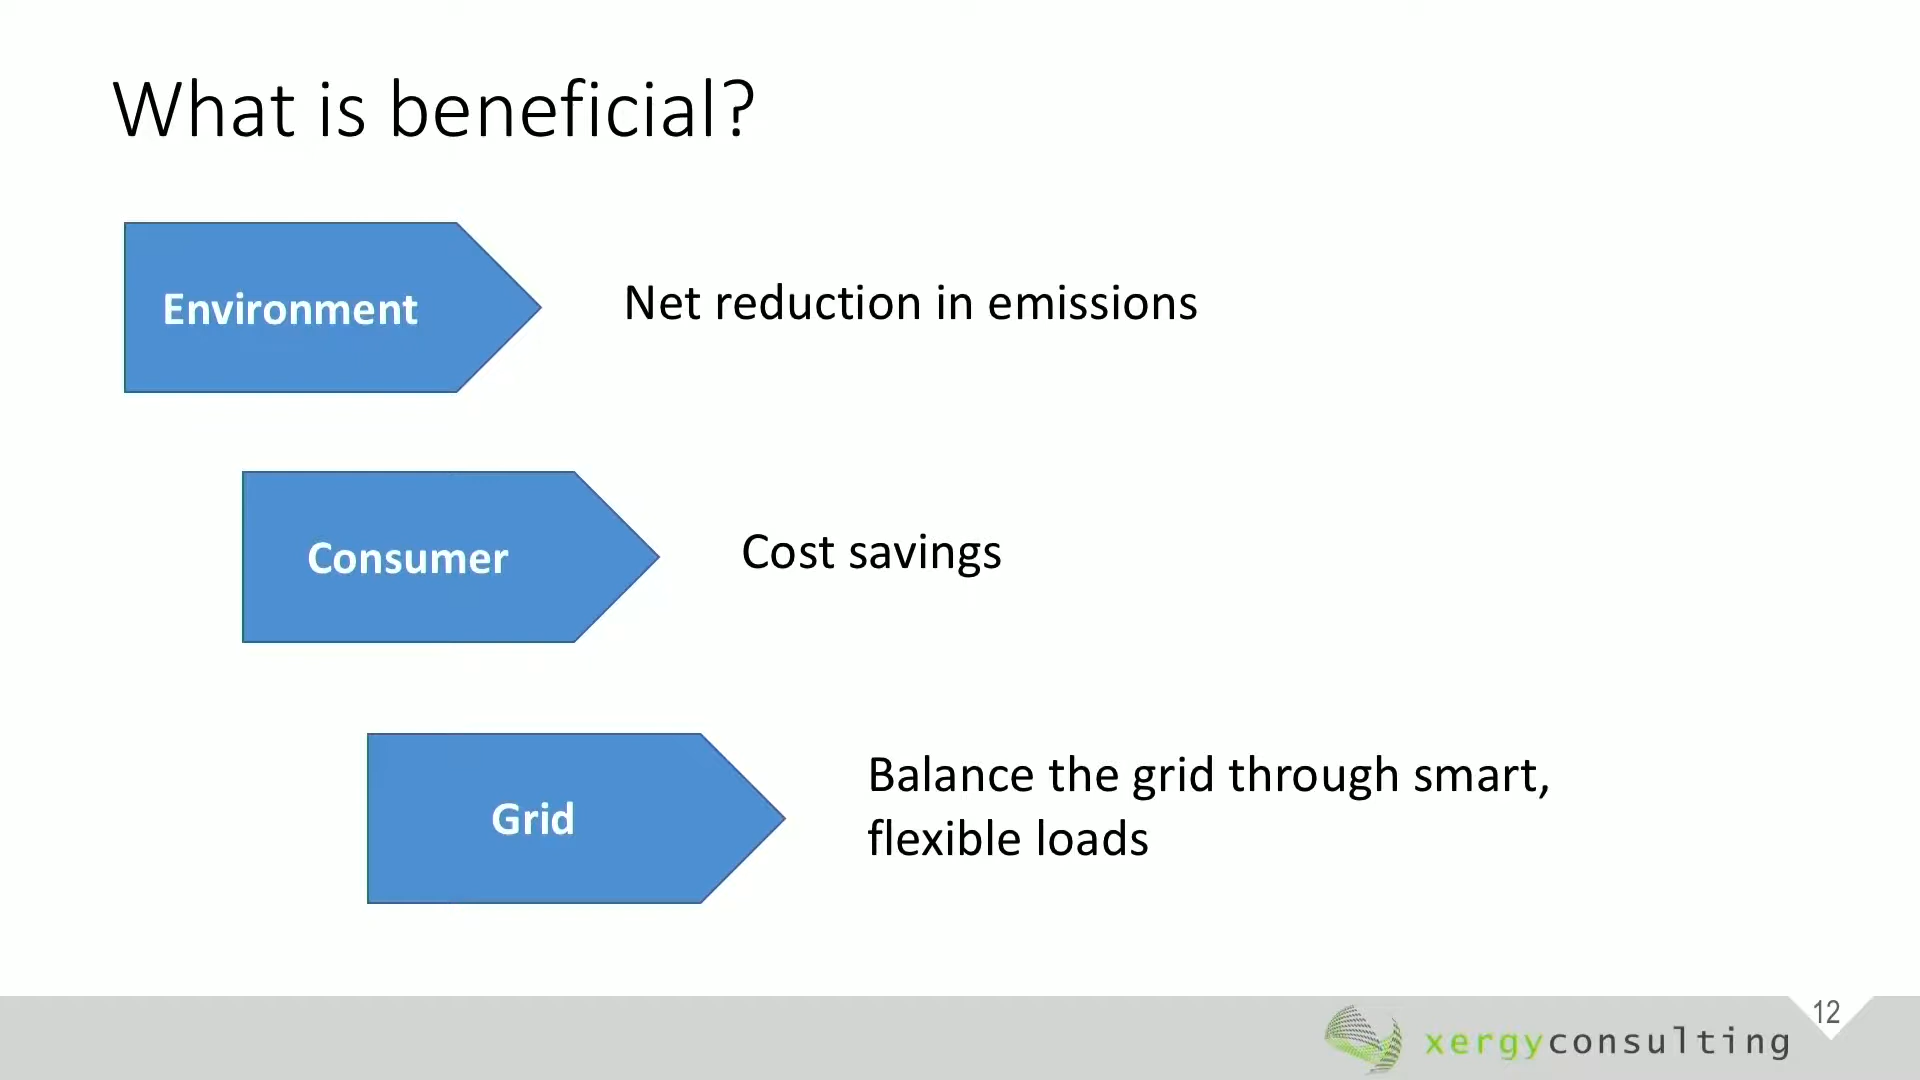 What is beneficial?
Environment
Net reduction in emissions
Consumer
Cost savings
Grid
Balance the grid through smart,
flexible loads
12
xergyconsulting